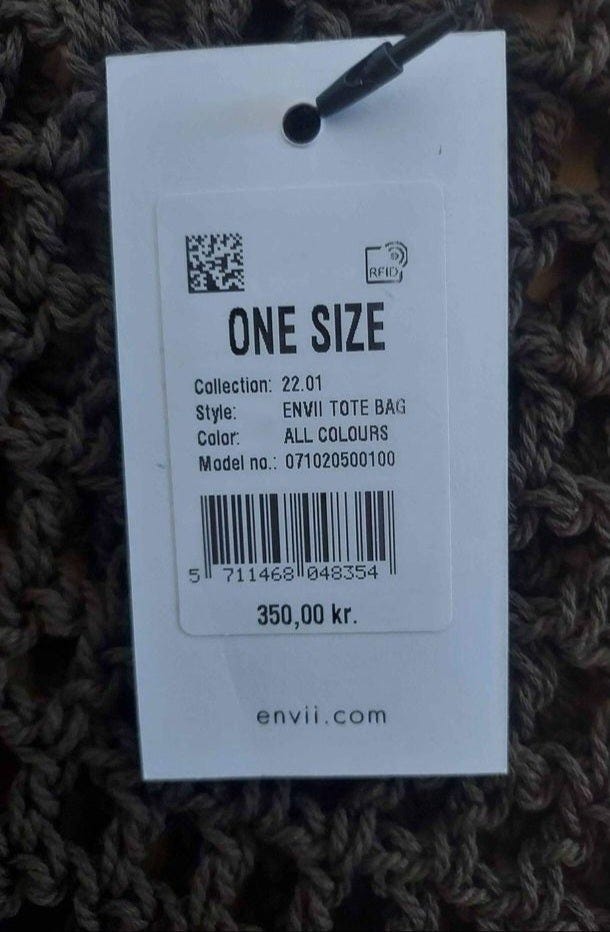 RFID
ONE SIZE
Collection: 22.01
Style: ENVII TOTE BAG
Color: ALL COLOURS
Model no.: 071020500100
5 711468 048354
350,00 kr.
envii.com